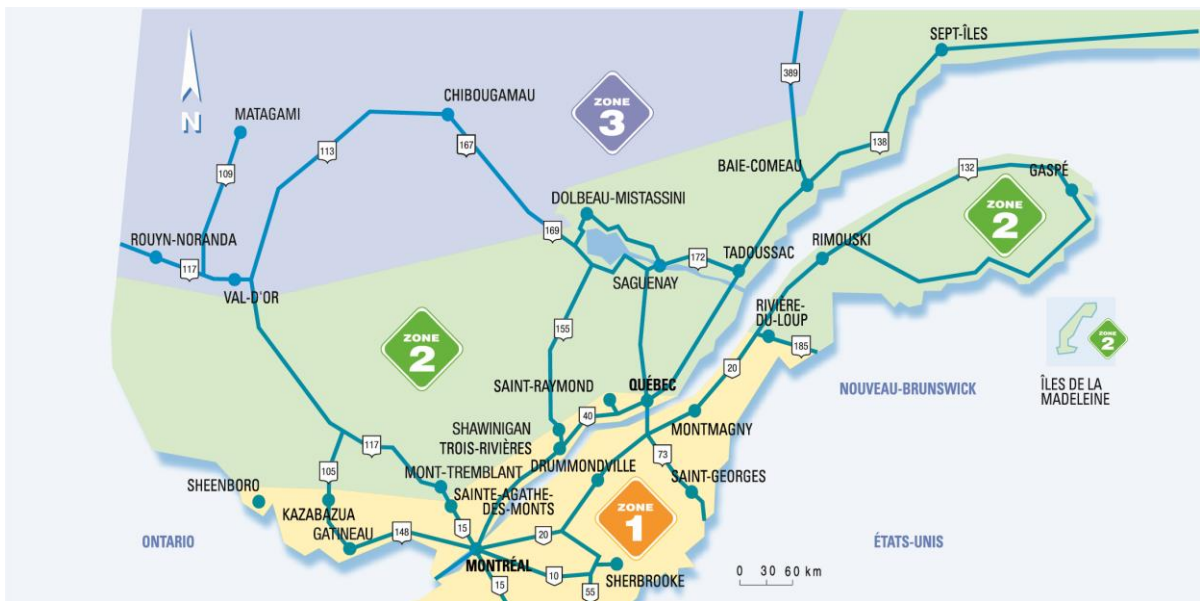 SEPT-ÎLES
389
ZONE
3
CHIBOUGAMAU
MATAGAMI
N
113
167
138
109
BAIE-COMEAU
132
GASPÉ
DOLBEAU-MISTASSINI
ZONE
2
ROUYN-NORANDA
169
RIMOUSKI
TADOUSSAC
117
172
SAGUENAY
VAL-D'OR
RIVIÈRE-
DU-LOUP
155
185
ZONE
2
ZONE
2
20
SAINT-RAYMOND
QUÉBEC
NOUVEAU-BRUNSWICK
ÎLES DE LA
MADELEINE
40
SHAWINIGAN
MONTMAGNY
TROIS-RIVIÈRES
117
73
105
MONT-TREMBLANT
DRUMMONDVILLE
SAINT-GEORGES
SHEENBORO
SAINTE-AGATHE-
DES-MONTS
KAZABAZUA
ZONE
1
15
GATINEAU
148
20
ONTARIO
ÉTATS-UNIS
MONTRÉAL
10
SHERBROOKE
15
55
0 30 60 km